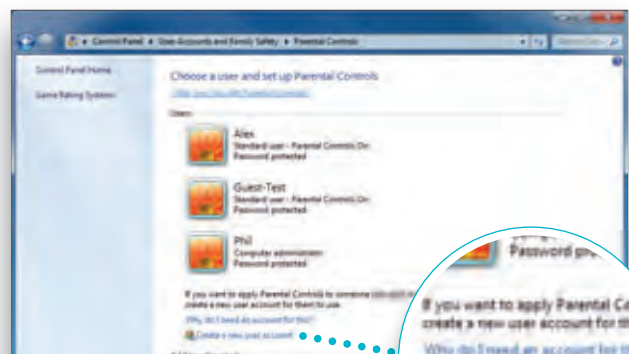 Control Panel ▸ User Accounts and Family Safety ▸ Parental Controls
Control Panel Home
Game Rating Systems
Choose a user and set up Parental Controls
Users
Alex
Standard user - Parental Controls On
Password protected
Guest-Test
Standard user - Parental Controls On
Password protected
Phil
Computer administrator
Password protected
If you want to apply Parental Controls to someone
create a new user account for them to use.
Why do I need an account for this?
Create a new user account
Password
If you want to apply Parental
create a new user account for
Why do I need an account for